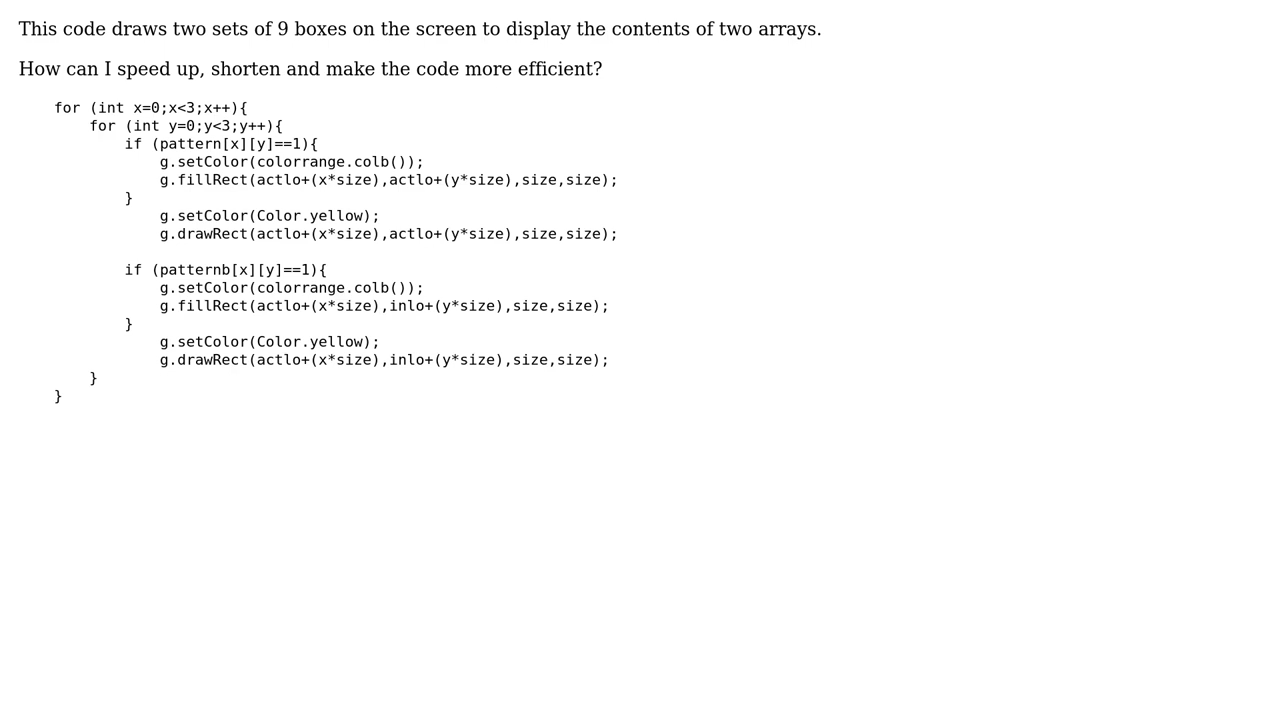 This code draws two sets of 9 boxes on the screen to display the contents of two arrays.
How can I speed up, shorten and make the code more efficient?
for (int x=0;x<3;x++){
    for (int y=0;y<3;y++){
        if (pattern[x][y]==1){
            g.setColor(colorrange.colb());
            g.fillRect(actlo+(x*size),actlo+(y*size),size,size);
        }
            g.setColor(Color.yellow);
            g.drawRect(actlo+(x*size),actlo+(y*size),size,size);

        if (patternb[x][y]==1){
            g.setColor(colorrange.colb());
            g.fillRect(actlo+(x*size),inlo+(y*size),size,size);
        }
            g.setColor(Color.yellow);
            g.drawRect(actlo+(x*size),inlo+(y*size),size,size);
    }
}